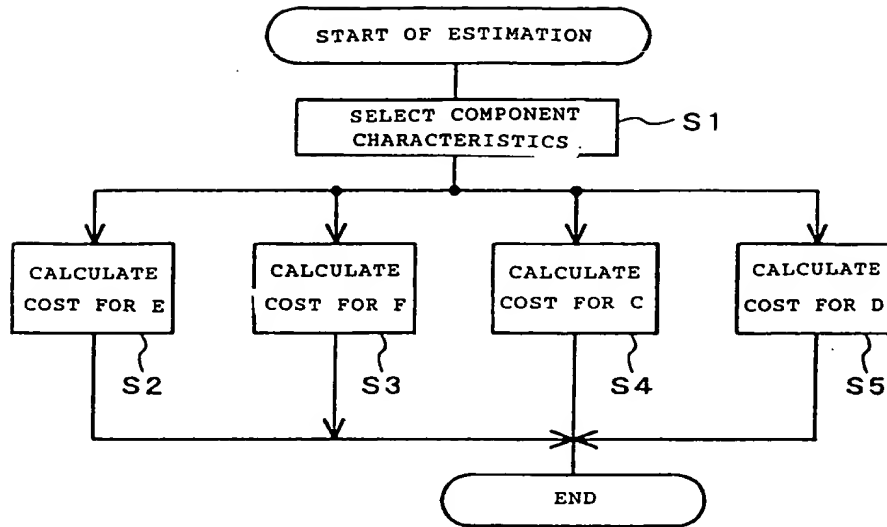 START OF ESTIMATION
SELECT COMPONENT
CHARACTERISTICS
S1
CALCULATE
COST FOR E
CALCULATE
COST FOR F
CALCULATE
COST FOR C
CALCULATE
COST FOR D
S2
S3
S4
S5
END